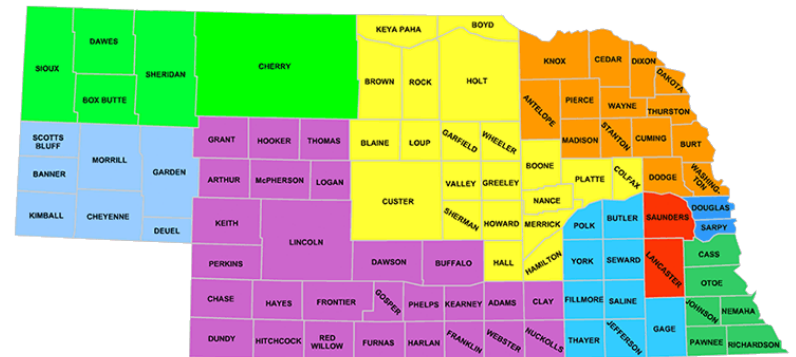 KEYA PAHA
BOYD
DAWES
SIOUX
SHERIDAN
CHERRY
BROWN
ROCK
HOLT
KNOX
CEDAR
DIXON
DAKOTA
BOX BUTTE
ANTELOPE
PIERCE
WAYNE
THURSTON
SCOTTS
BLUFF
MORRILL
GARDEN
GRANT
HOOKER
THOMAS
BLAINE
LOUP
GARFIELD
WHEELER
MADISON
STANTON
CUMING
BURT
BANNER
ARTHUR
McPHERSON
LOGAN
CUSTER
VALLEY
GREELEY
BOONE
PLATTE
COLFAX
DODGE
WASHING-
TON
KIMBALL
CHEYENNE
DEUEL
KEITH
LINCOLN
SHERMAN
HOWARD
NANCE
MERRICK
POLK
BUTLER
SAUNDERS
DOUGLAS
SARPY
PERKINS
DAWSON
BUFFALO
HALL
HAMILTON
YORK
SEWARD
LANCASTER
CASS
OTOE
CHASE
HAYES
FRONTIER
GOSPER
PHELPS
KEARNEY
ADAMS
CLAY
FILLMORE
SALINE
JOHNSON
NEMAHA
DUNDY
HITCHCOCK
RED
WILLOW
FURNAS
HARLAN
FRANKLIN
WEBSTER
NUCKOLLS
THAYER
JEFFERSON
GAGE
PAWNEE
RICHARDSON